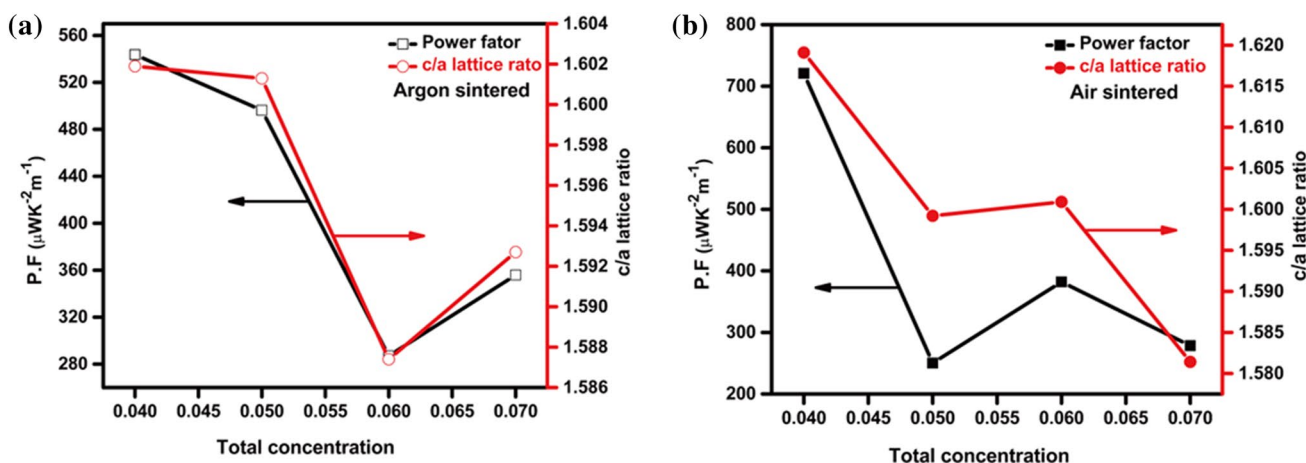 (a)
Power fator
c/a lattice rato
Argon sintered
560
520
480
440
400
360
320
280
P.F (µWK⁻²m⁻¹)
1.604
1.602
1.600
1.598
1.596
1.594
1.592
1.590
1.588
1.586
c/a lattice ratio
0.040 0.045 0.050 0.055 0.060 0.065 0.070
Total concentration
(b)
Power factor
c/a lattice ratio
Air sintered
800
700
600
500
400
300
200
P.F (µWK⁻²m⁻¹)
1.620
1.615
1.610
1.605
1.600
1.595
1.590
1.585
1.580
c/a lattice ratio
0.040 0.045 0.050 0.055 0.060 0.065 0.070
Total concentration